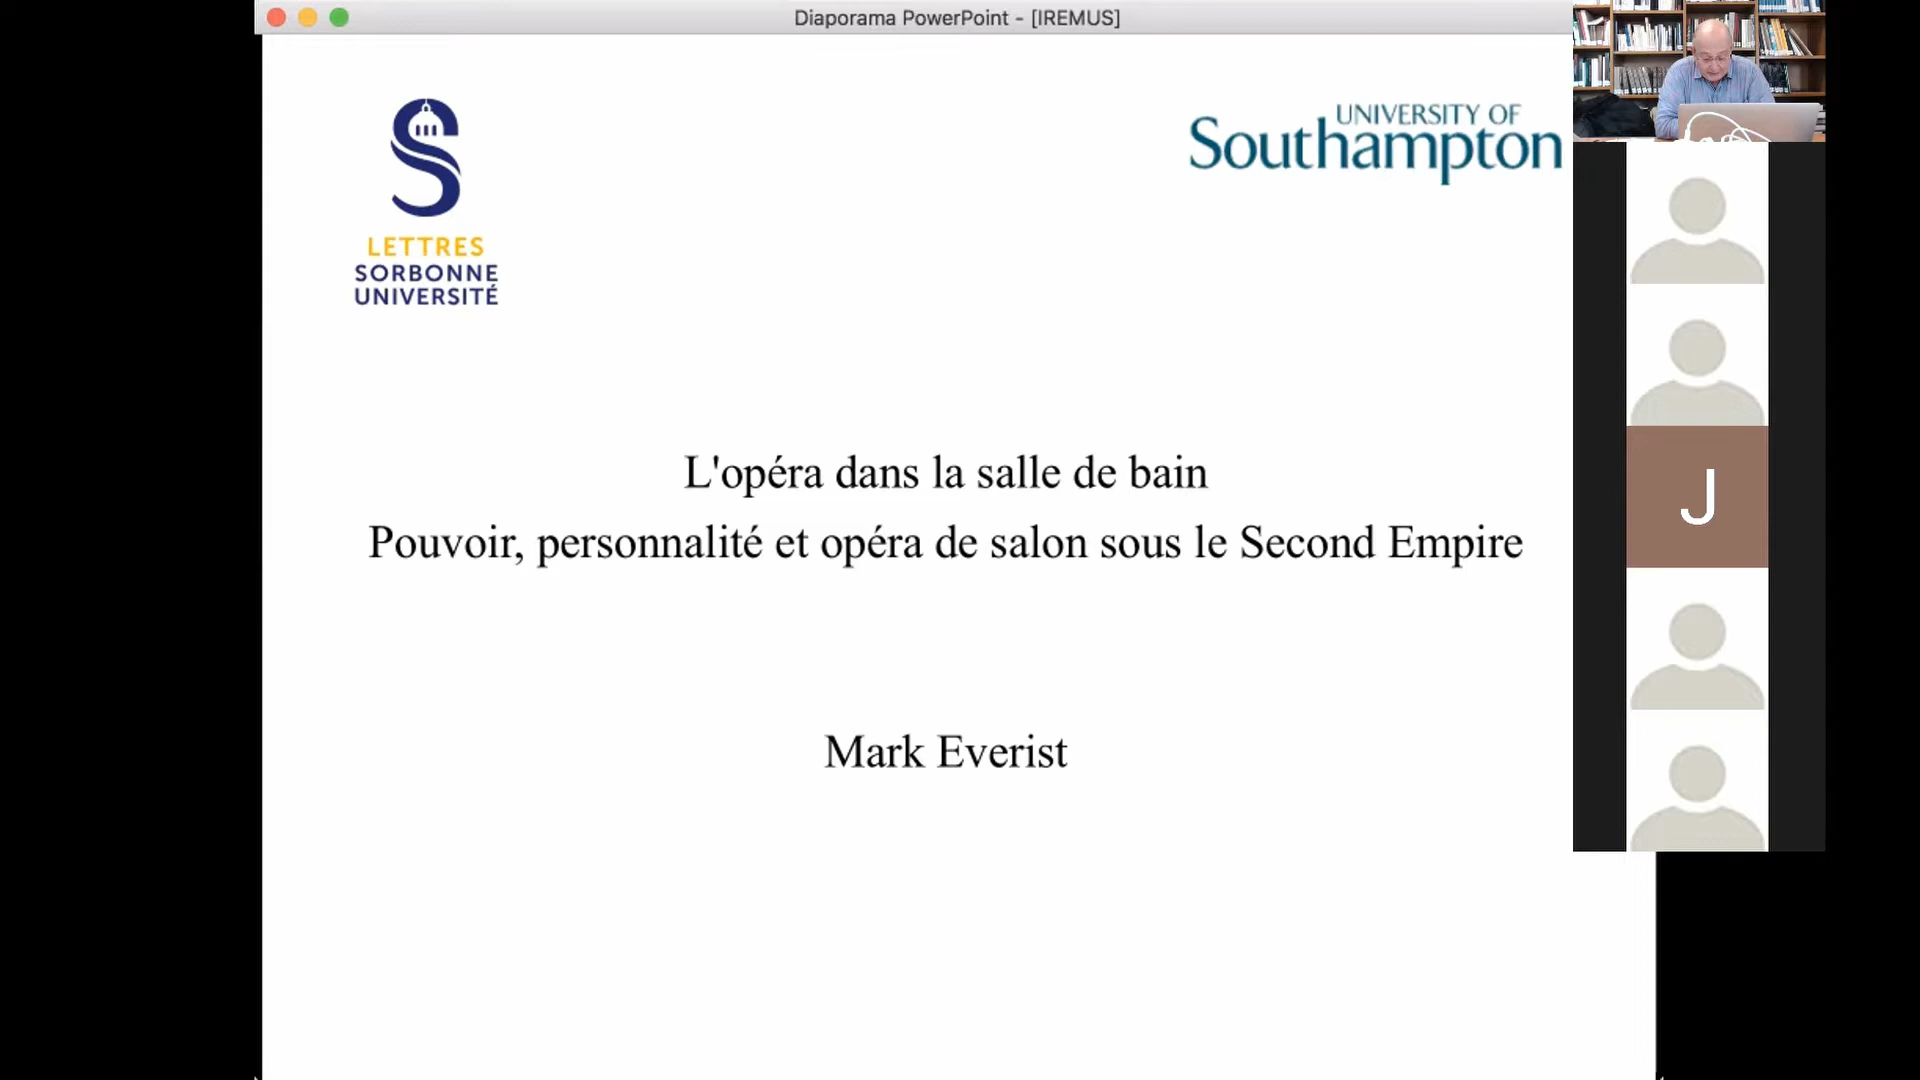 Diaporama PowerPoint - [IREMUS]
LETTRES
SORBONNE
UNIVERSITÉ
UNIVERSITY OF
Southampton
L'opéra dans la salle de bain
Pouvoir, personnalité et opéra de salon sous le Second Empire
Mark Everist
J